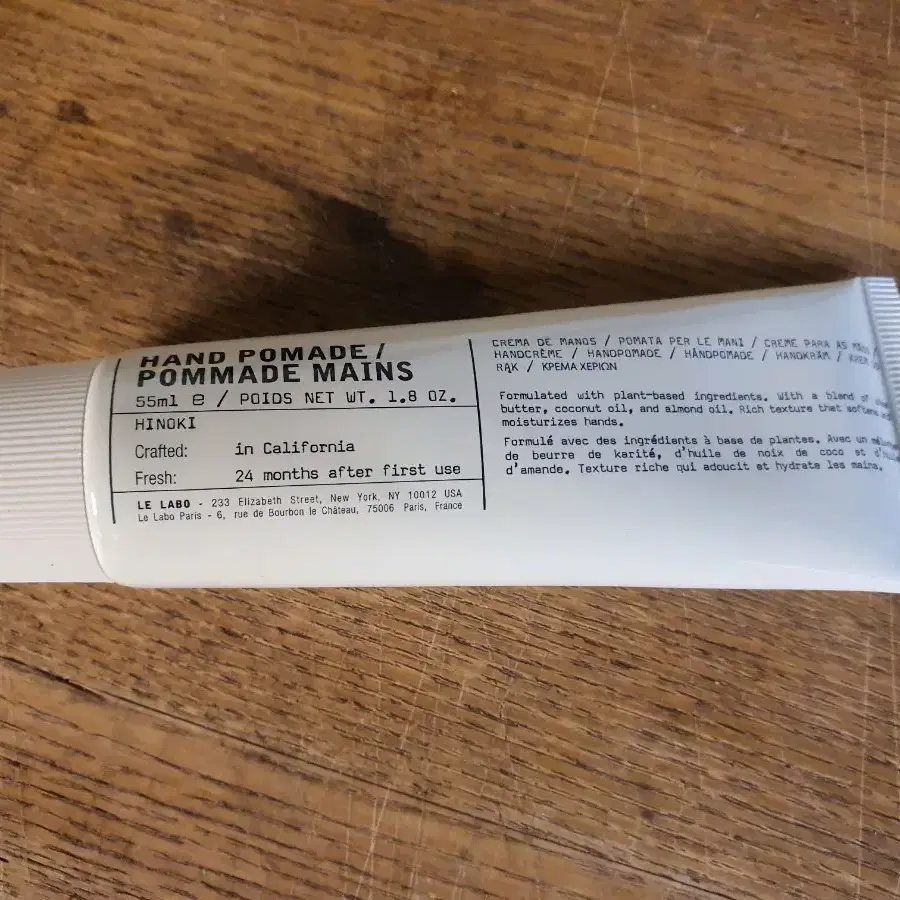 HAND POMADE/
POMMADE MAINS
55ml e / POIDS NET WT. 1.8 OZ.
HINOKI
Crafted: in California
Fresh: 24 months after first use
LE LABO - 233 Elizabeth Street, New York, NY 10012 USA
Le Labo Paris - 6, rue de Bourbon le Château, 75006 Paris, France
CREMA DE MANOS / POMATA PER LE MANI / CREME PARA AS
HANDCRÈME / HANDPOMADE / HÅNDPOMADE / HANDKRÄM /
RĄK / ΚΡΕΜΑ ΧΕΡΙΩΝ
Formulated with plant-based ingredients. With a blend of
butter, coconut oil, and almond oil. Rich texture that softens
moisturizes hands.
Formulé avec des ingrédients à base de plantes. Avec un
de beurre de karité, d'huile de noix de coco et
d'amande. Texture riche qui adoucit et hydrate les mains.